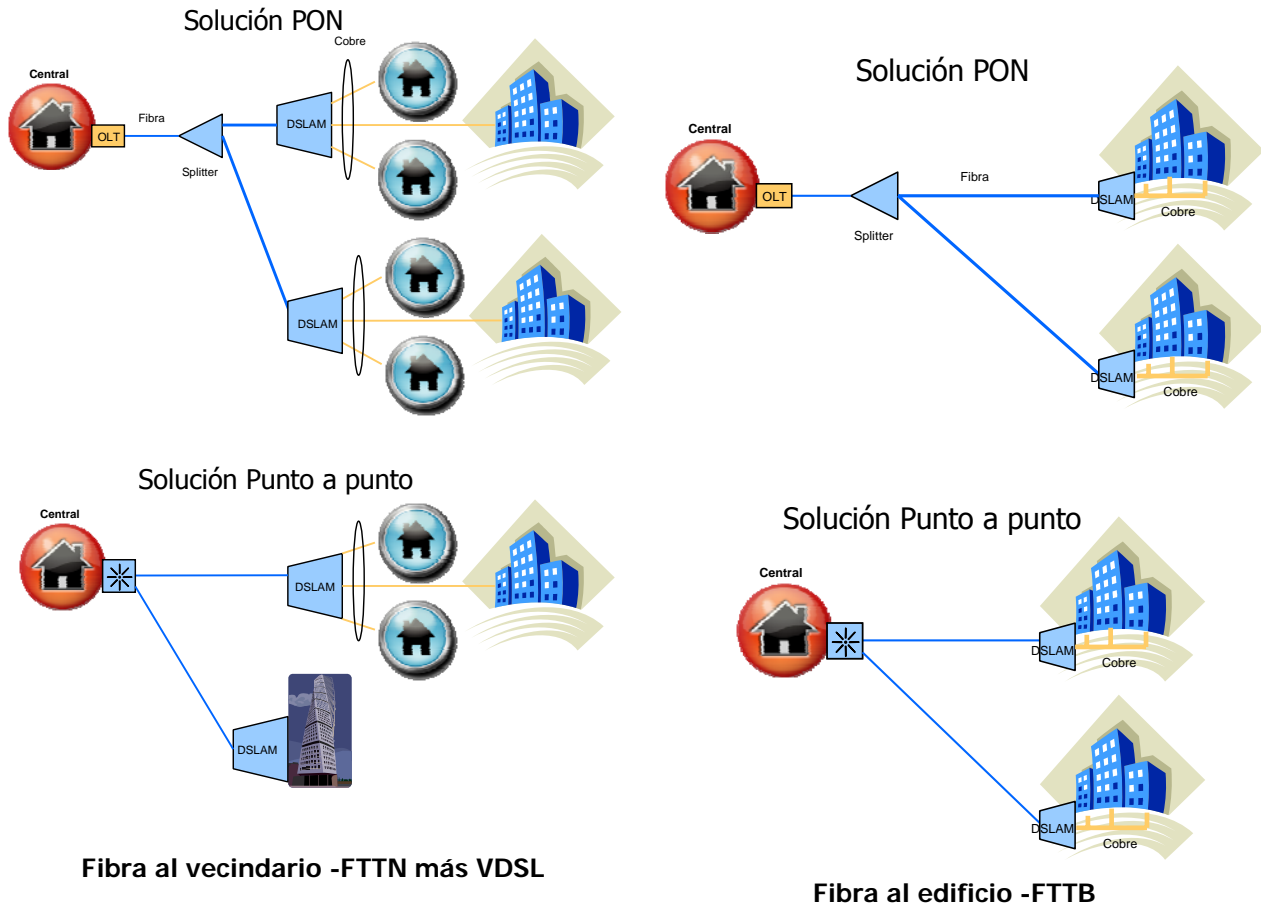 Solución PON
Cobre
Central
Fibra
OLT
DSLAM
Splitter
DSLAM
Solución Punto a punto
Central
DSLAM
DSLAM
Fibra al vecindario -FTTN más VDSL
Solución PON
Central
Fibra
OLT
DSLAM
Cobre
Splitter
DSLAM
Cobre
Solución Punto a punto
Central
DSLAM
Cobre
DSLAM
Cobre
Fibra al edificio -FTTB